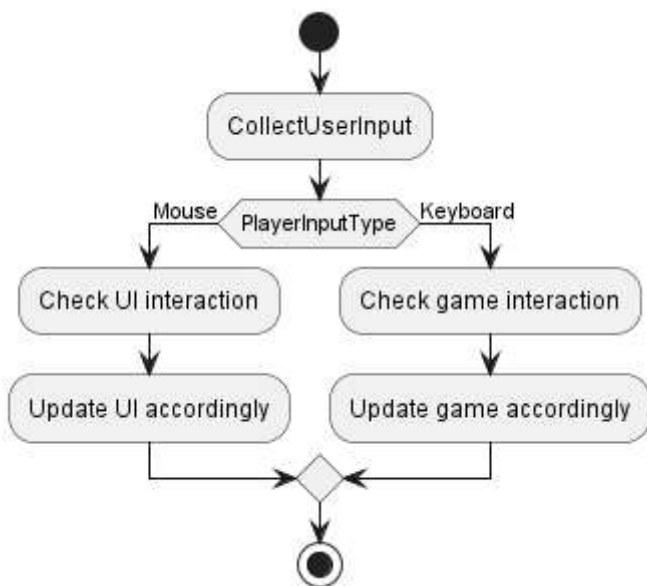 CollectUserInput
Mouse
PlayerInputType
Keyboard
Check UI interaction
Check game interaction
Update UI accordingly
Update game accordingly